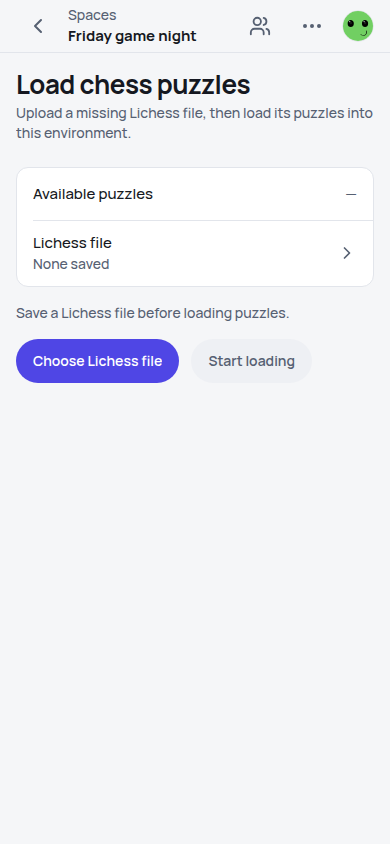 Spaces
Friday game night
Load chess puzzles
Upload a missing Lichess file, then load its puzzles into
this environment.
Available puzzles –
Lichess file
None saved
Save a Lichess file before loading puzzles.
Choose Lichess file Start loading